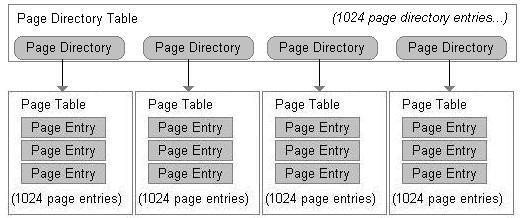 Page Directory Table (1024 page directory entries...)
Page Directory Page Directory Page Directory Page Directory
Page Table Page Table Page Table Page Table
Page Entry Page Entry Page Entry Page Entry
Page Entry Page Entry Page Entry Page Entry
Page Entry Page Entry Page Entry Page Entry
(1024 page entries) (1024 page entries) (1024 page entries) (1024 page entries)